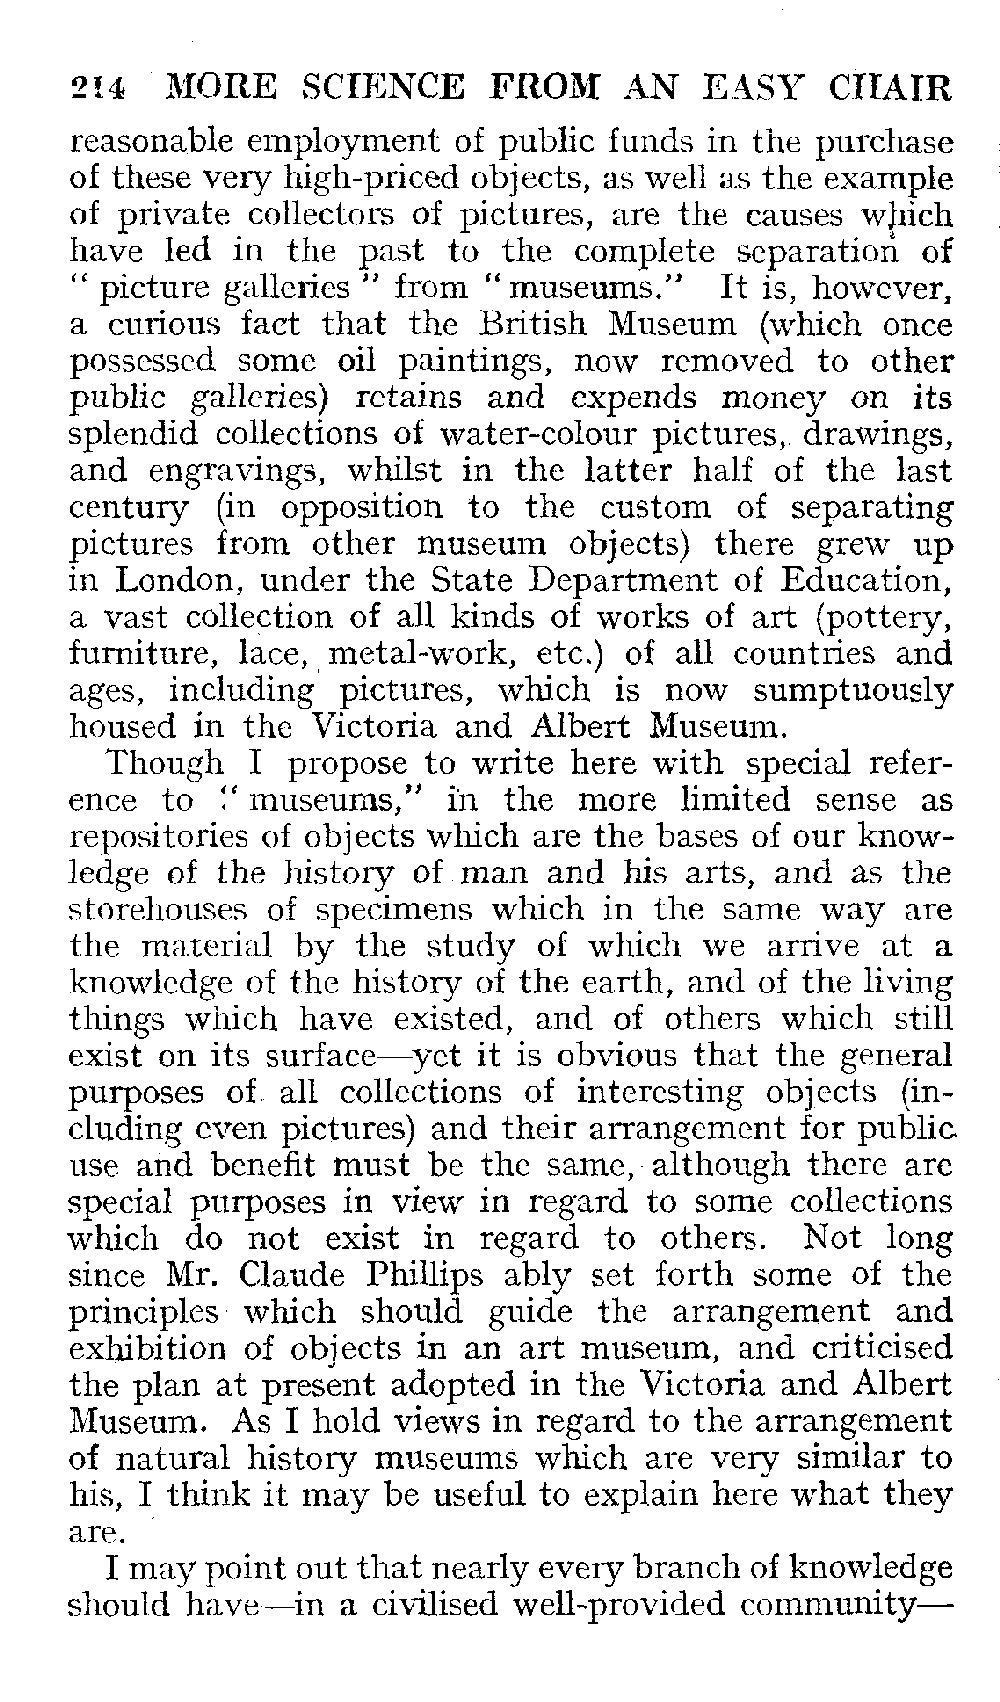 214 MORE SCIENCE FROM AN EASY CHAIR
reasonable employment of public funds in the purchase
of these very high-priced objects, as well as the example
of private collectors of pictures, are the causes which
have led in the past to the complete separation of
“ picture galleries ” from “ museums.” It is, however,
a curious fact that the British Museum (which once
possessed some oil paintings, now removed to other
public galleries) retains and expends money on its
splendid collections of water-colour pictures, drawings,
and engravings, whilst in the latter half of the last
century (in opposition to the custom of separating
pictures from other museum objects) there grew up
in London, under the State Department of Education,
a vast collection of all kinds of works of art (pottery,
furniture, lace, metal-work, etc.) of all countries and
ages, including pictures, which is now sumptuously
housed in the Victoria and Albert Museum.
Though I propose to write here with special refer-
ence to “ museums,” in the more limited sense as
repositories of objects which are the bases of our know-
ledge of the history of man and his arts, and as the
storehouses of specimens which in the same way are
the material by the study of which we arrive at a
knowledge of the history of the earth, and of the living
things which have existed, and of others which still
exist on its surface—yet it is obvious that the general
purposes of all collections of interesting objects (in-
cluding even pictures) and their arrangement for public
use and benefit must be the same, although there are
special purposes in view in regard to some collections
which do not exist in regard to others. Not long
since Mr. Claude Phillips ably set forth some of the
principles which should guide the arrangement and
exhibition of objects in an art museum, and criticised
the plan at present adopted in the Victoria and Albert
Museum. As I hold views in regard to the arrangement
of natural history museums which are very similar to
his, I think it may be useful to explain here what they
are.
I may point out that nearly every branch of knowledge
should have—in a civilised well-provided community—